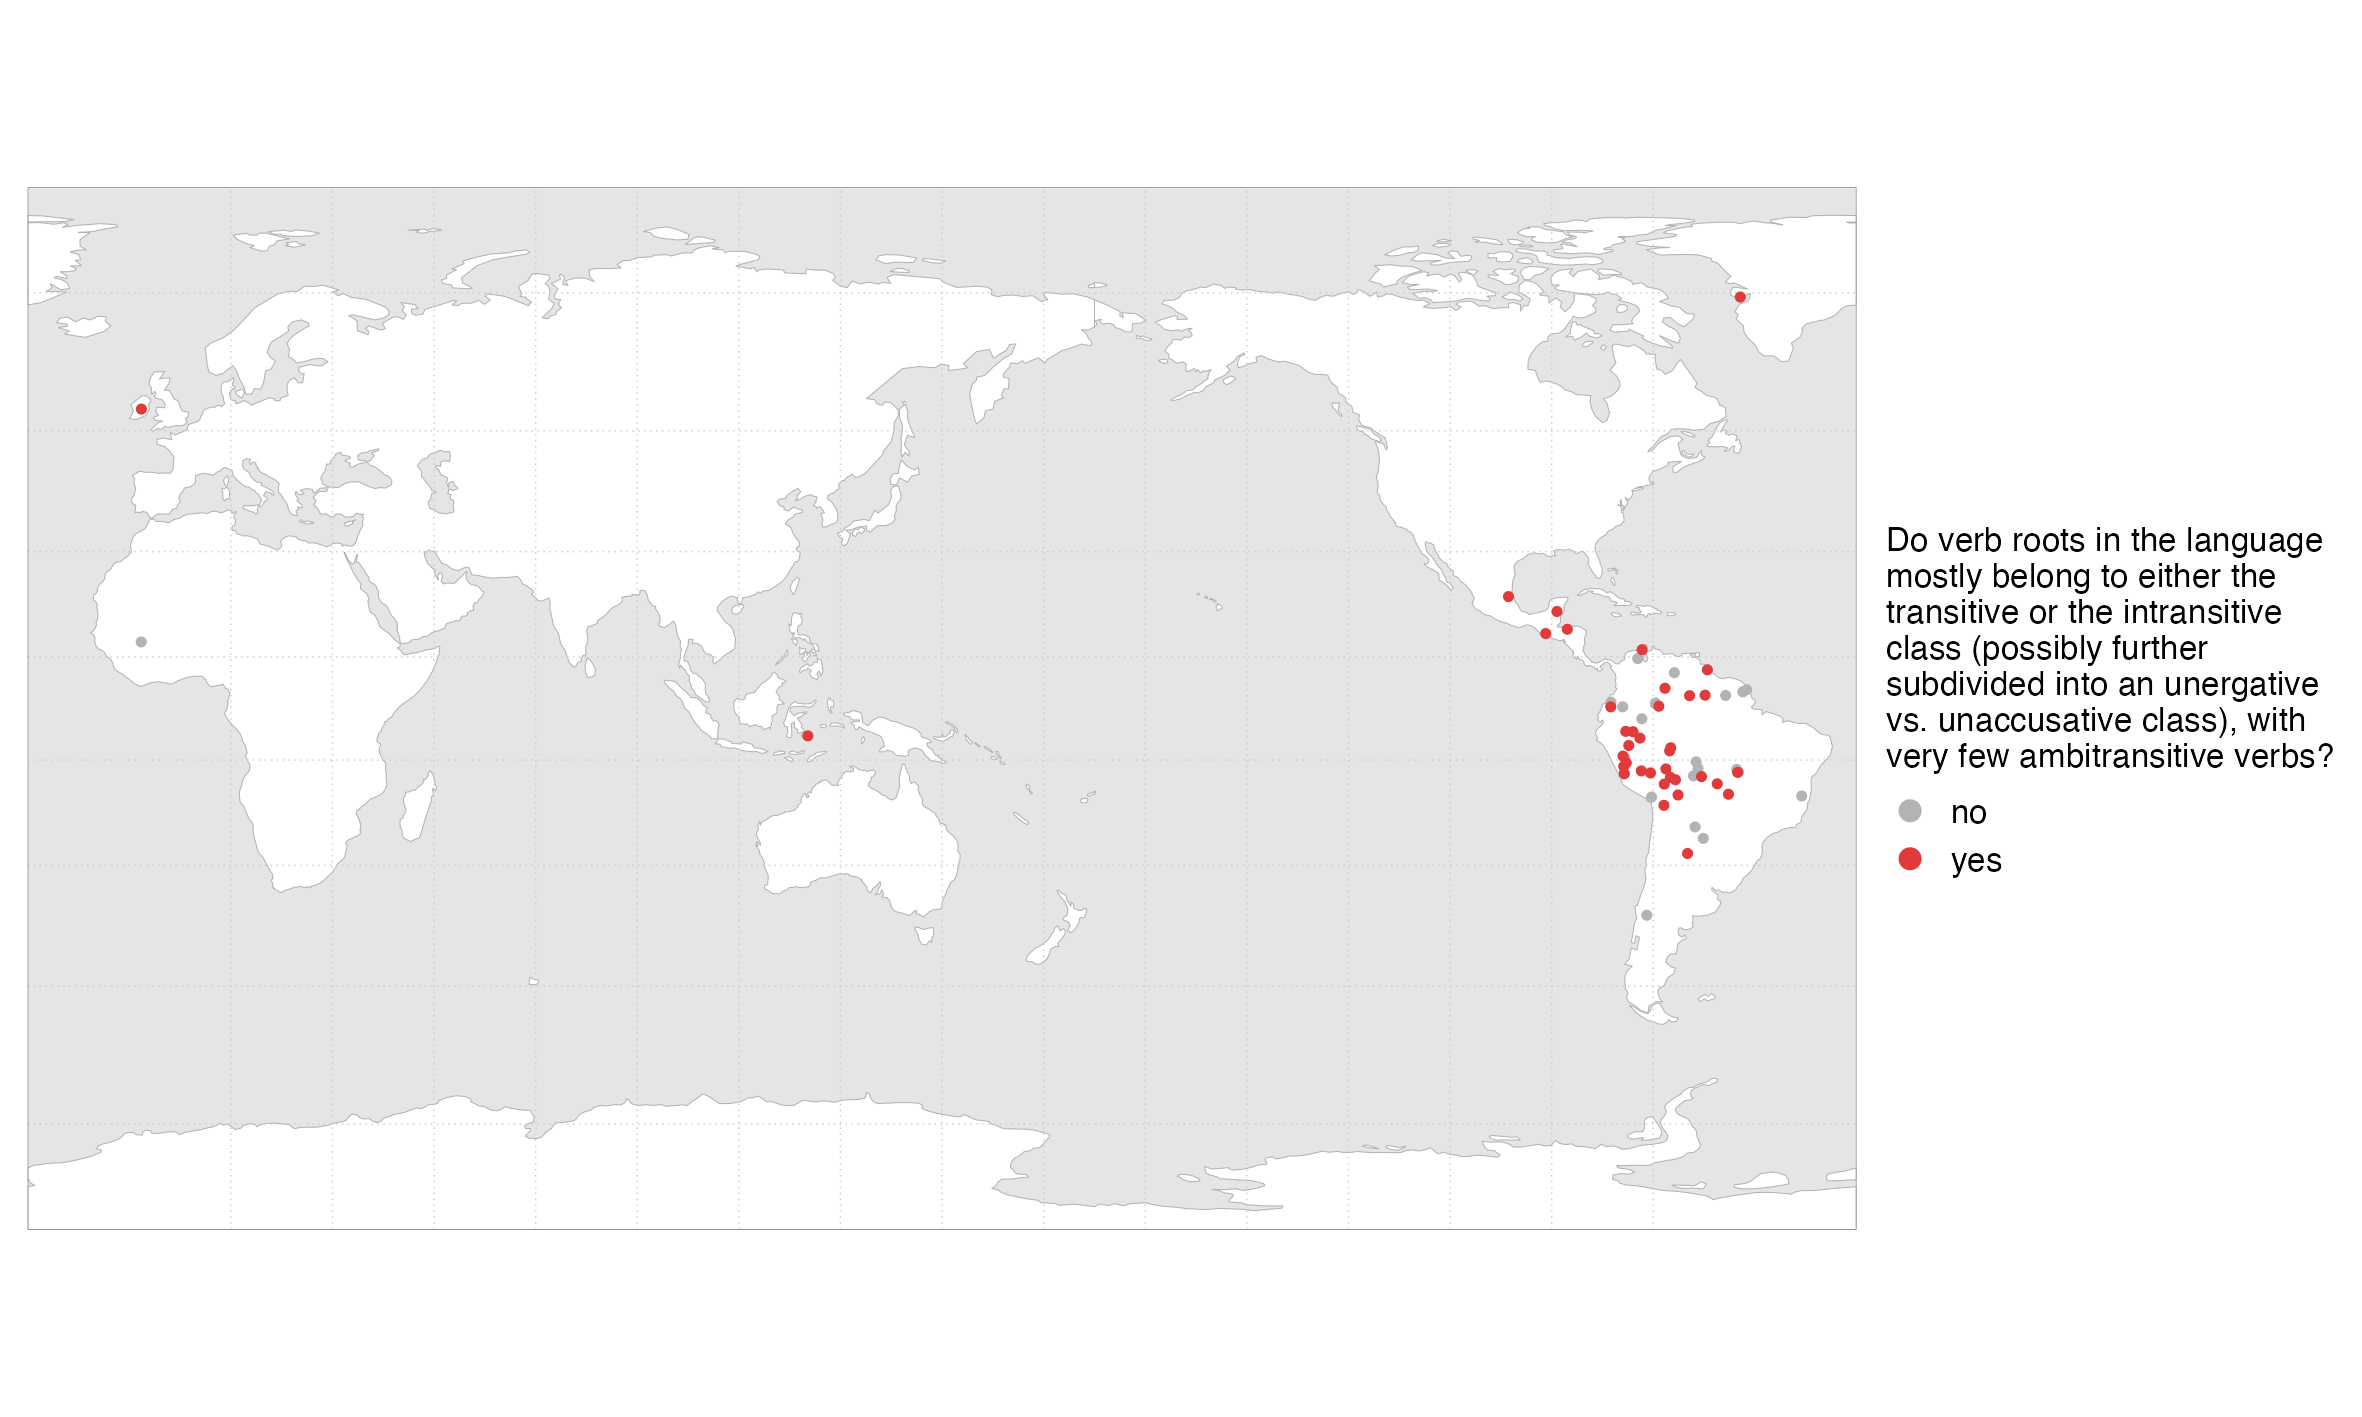 Do verb roots in the language
mostly belong to either the
transitive or the intransitive
class (possibly further
subdivided into an unergative
vs. unaccusative class), with
very few ambitransitive verbs?
no
yes